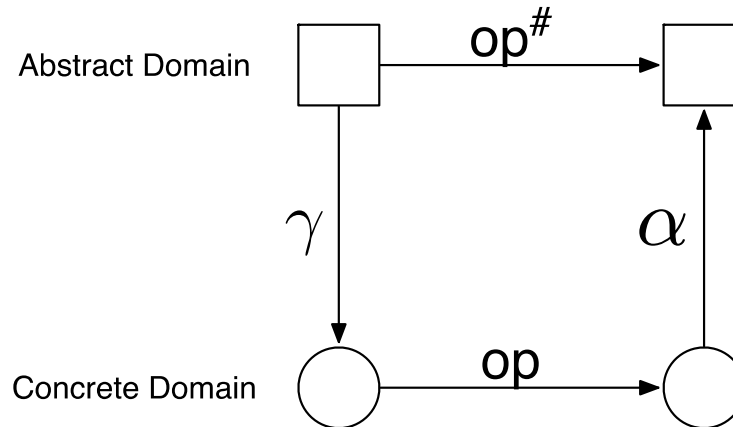 op#
Abstract Domain
γ
α
op
Concrete Domain